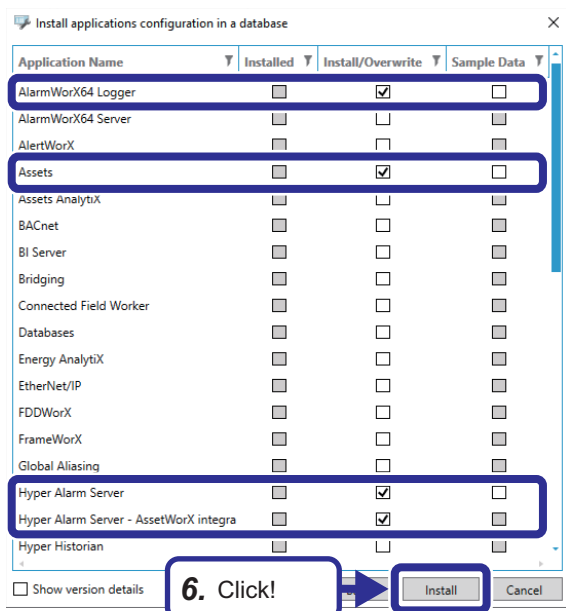 Install applications configuration in a database
Application Name Installed Install/Overwrite Sample Data
AlarmWorX64 Logger
AlarmWorX64 Server
AlertWorX
Assets
Assets AnalytiX
BACnet
BI Server
Bridging
Connected Field Worker
Databases
Energy AnalytiX
EtherNet/IP
FDDWorX
FrameWorX
Global Aliasing
Hyper Alarm Server
Hyper Alarm Server - AssetWorX integra
Hyper Historian
Show version details 6. Click! Install Cancel